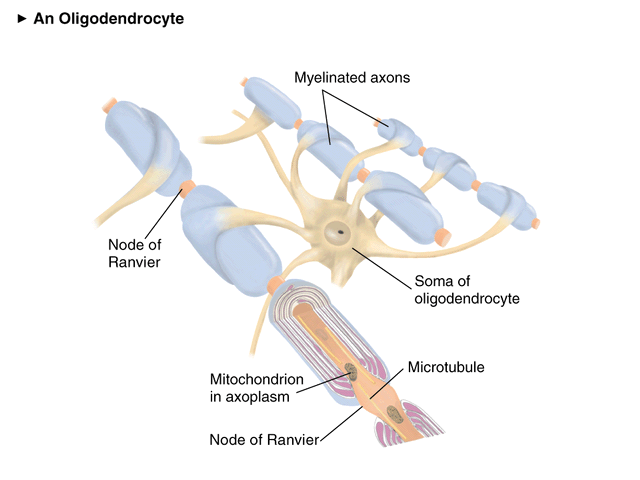 ► An Oligodendrocyte
Myelinated axons
Node of
Ranvier
Soma of
oligodendrocyte
Microtubule
Mitochondrion
in axoplasm
Node of Ranvier